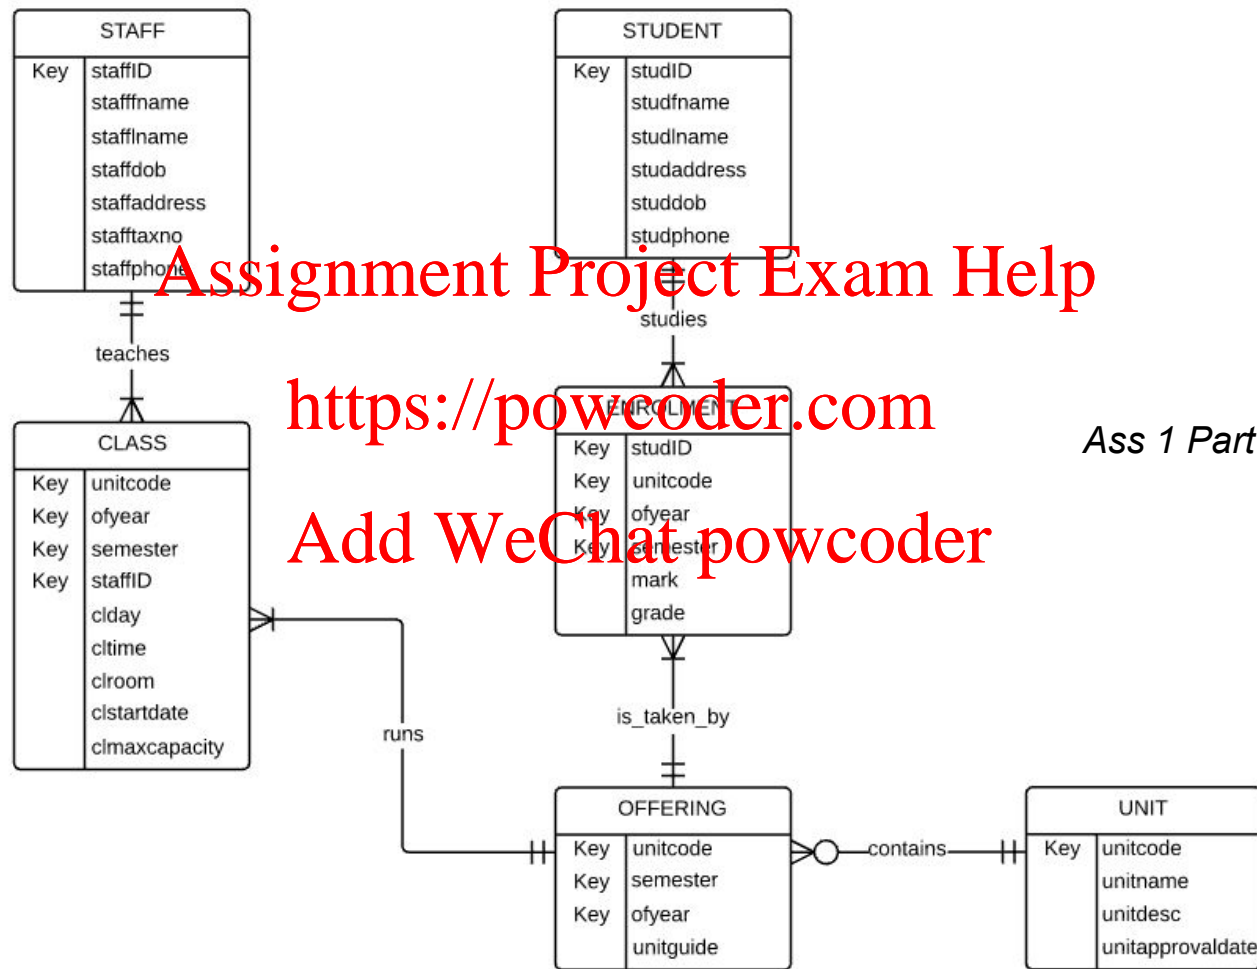 STAFF
Key staffID
stafffname
stafflname
staffdob
staffaddress
stafftaxno
staffphone
teaches
CLASS
Key unitcode
Key ofyear
Key semester
Key staffID
clday
cltime
clroom
clstartdate
clmaxcapacity
runs
STUDENT
Key studID
studfname
studlname
studaddress
studdob
studphone
Assignment Project Exam Help
studies
https://powcoder.com
ENROLMENT
Key studID
Key unitcode
Key ofyear
Add WeChat powcoder
Key semester
mark
grade
is_taken_by
OFFERING
Key unitcode
Key semester
Key ofyear
unitguide
contains
UNIT
Key unitcode
unitname
unitdesc
unitapprovaldate
Ass 1 Part